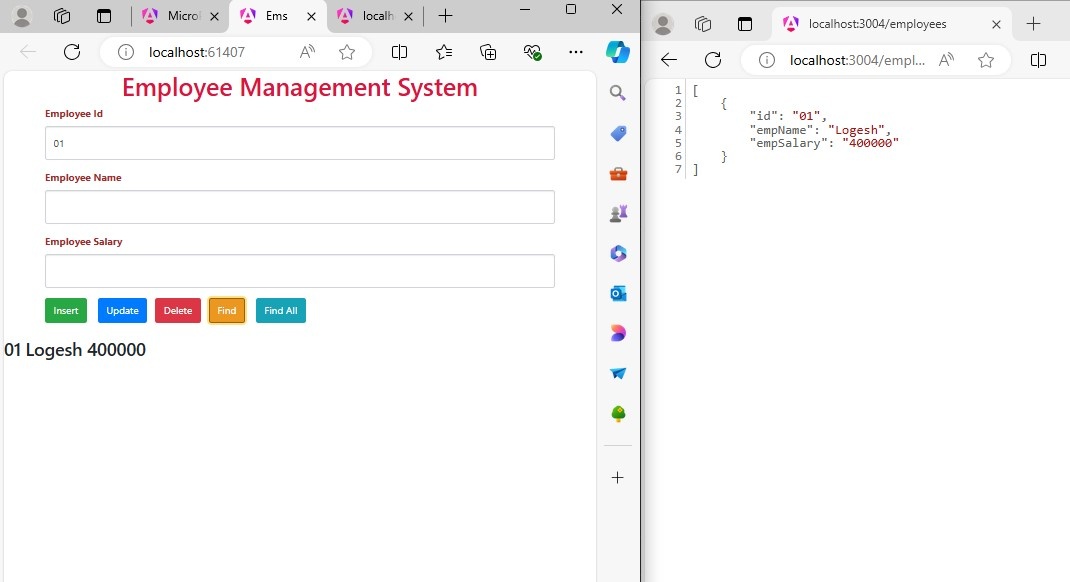 Microl
Ems
localh
localhost:61407
Employee Management System
Employee Id
01
Employee Name
Employee Salary
Insert Update Delete Find Find All
01 Logesh 400000
localhost:3004/employees
localhost:3004/empl...
1 [
2 {
3 "id": "01",
4 "empName": "Logesh",
5 "empSalary": "400000"
6 }
7 ]